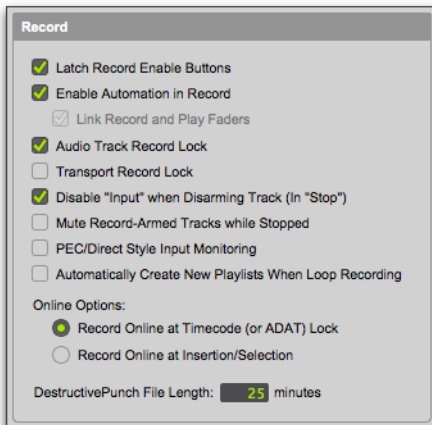 Record
Latch Record Enable Buttons
Enable Automation in Record
Link Record and Play Faders
Audio Track Record Lock
Transport Record Lock
Disable "Input" when Disarming Track (In "Stop")
Mute Record-Armed Tracks while Stopped
PEC/Direct Style Input Monitoring
Automatically Create New Playlists When Loop Recording
Online Options:
Record Online at Timecode (or ADAT) Lock
Record Online at Insertion/Selection
DestructivePunch File Length: 25 minutes